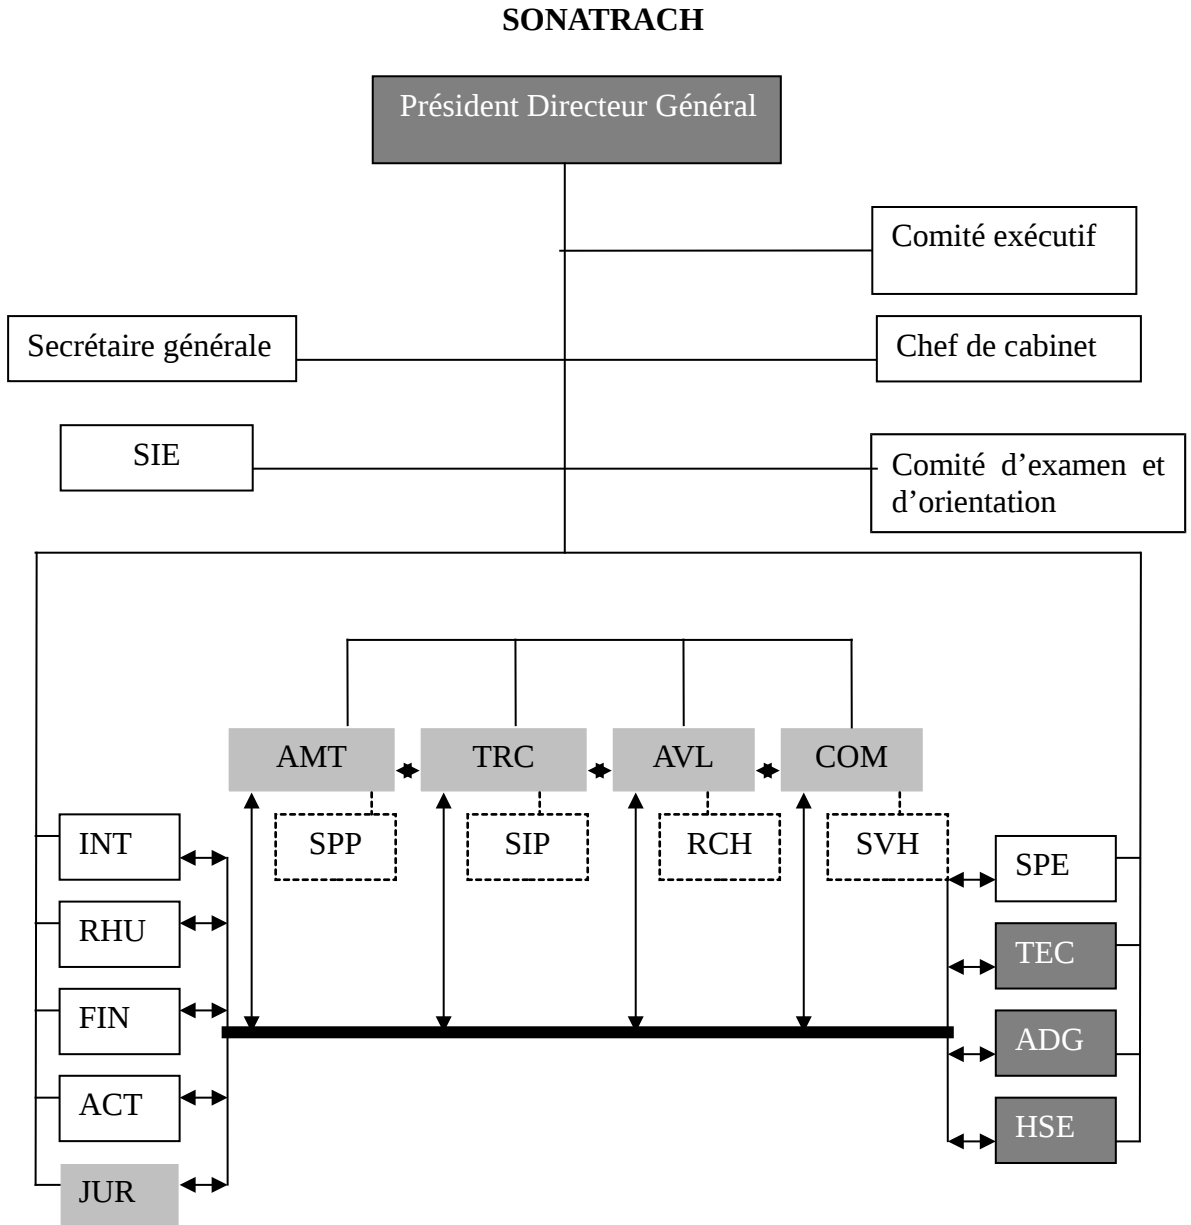 SONATRACH
Président Directeur Général
Comité exécutif
Secrétaire générale
Chef de cabinet
SIE
Comité d’examen et
d’orientation
AMT
TRC
AVL
COM
SPP
SIP
RCH
SVH
INT
RHU
FIN
ACT
JUR
SPE
TEC
ADG
HSE